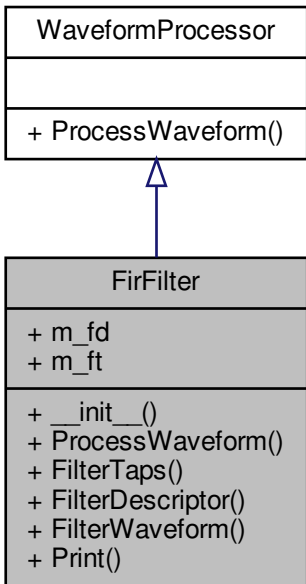 WaveformProcessor
+ ProcessWaveform()
FirFilter
+ m_fd
+ m_ft
+ __init__()
+ ProcessWaveform()
+ FilterTaps()
+ FilterDescriptor()
+ FilterWaveform()
+ Print()